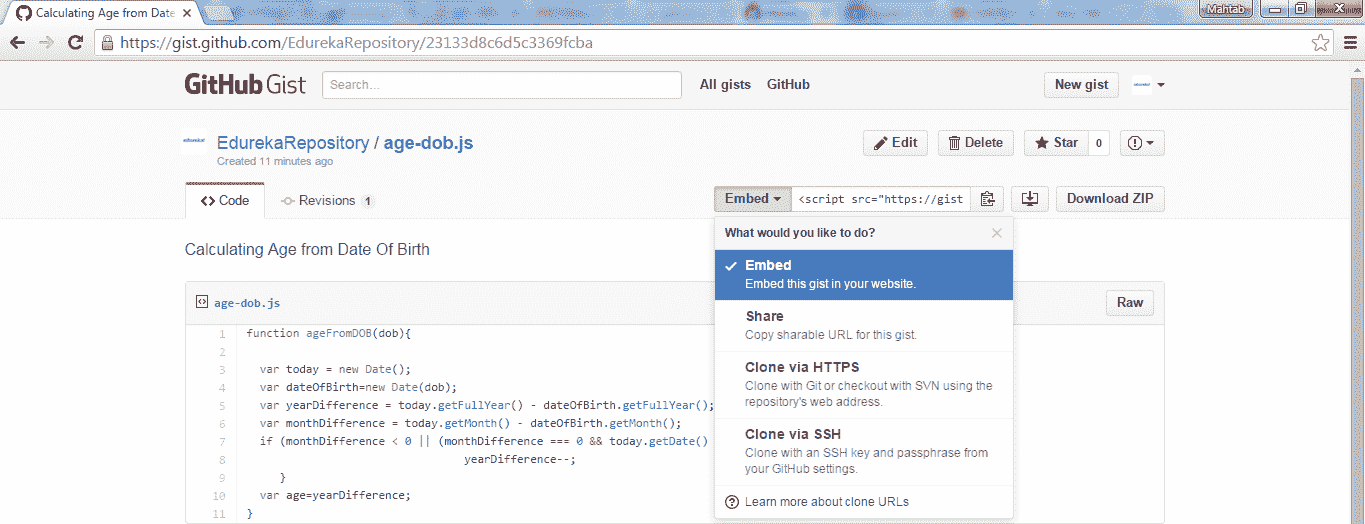 Calculating Age from Date
Mahtab
https://gist.github.com/EdurekaRepository/23133d8c6d5c3369fcba
GitHub Gist
Search...
All gists
GitHub
New gist
edureka!
edureka!
EdurekaRepository / age-dob.js
Created 11 minutes ago
Edit
Delete
Star
0
Code
Revisions 1
Embed
<script src="https://gist
Download ZIP
What would you like to do?
Embed
Embed this gist in your website.
Share
Copy sharable URL for this gist.
Clone via HTTPS
Clone with Git or checkout with SVN using the
repository's web address.
Clone via SSH
Clone with an SSH key and passphrase from
your GitHub settings.
Learn more about clone URLs
Calculating Age from Date Of Birth
age-dob.js
Raw
1 function ageFromDOB(dob){
2
3 var today = new Date();
4 var dateOfBirth=new Date(dob);
5 var yearDifference = today.getFullYear() - dateOfBirth.getFullYear();
6 var monthDifference = today.getMonth() - dateOfBirth.getMonth();
7 if (monthDifference < 0 || (monthDifference === 0 && today.getDate()
8 yearDifference--;
9 }
10 var age=yearDifference;
11 }